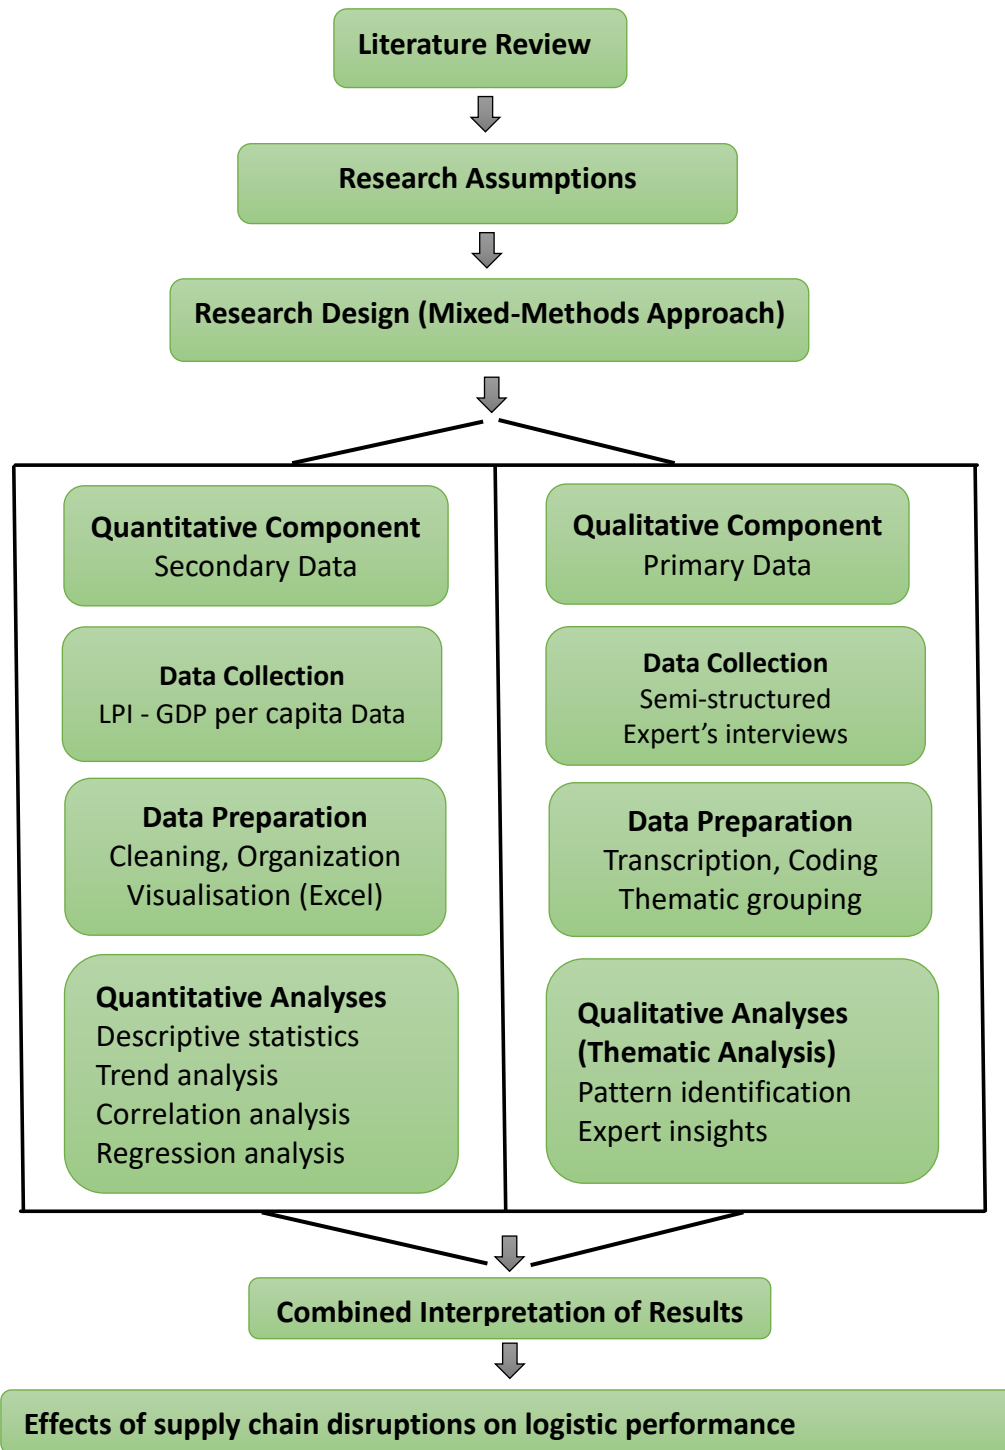 Literature Review
Research Assumptions
Research Design (Mixed-Methods Approach)
Quantitative Component
Secondary Data
Data Collection
LPI - GDP per capita Data
Data Preparation
Cleaning, Organization
Visualisation (Excel)
Quantitative Analyses
Descriptive statistics
Trend analysis
Correlation analysis
Regression analysis
Qualitative Component
Primary Data
Data Collection
Semi-structured
Expert’s interviews
Data Preparation
Transcription, Coding
Thematic grouping
Qualitative Analyses
(Thematic Analysis)
Pattern identification
Expert insights
Combined Interpretation of Results
Effects of supply chain disruptions on logistic performance